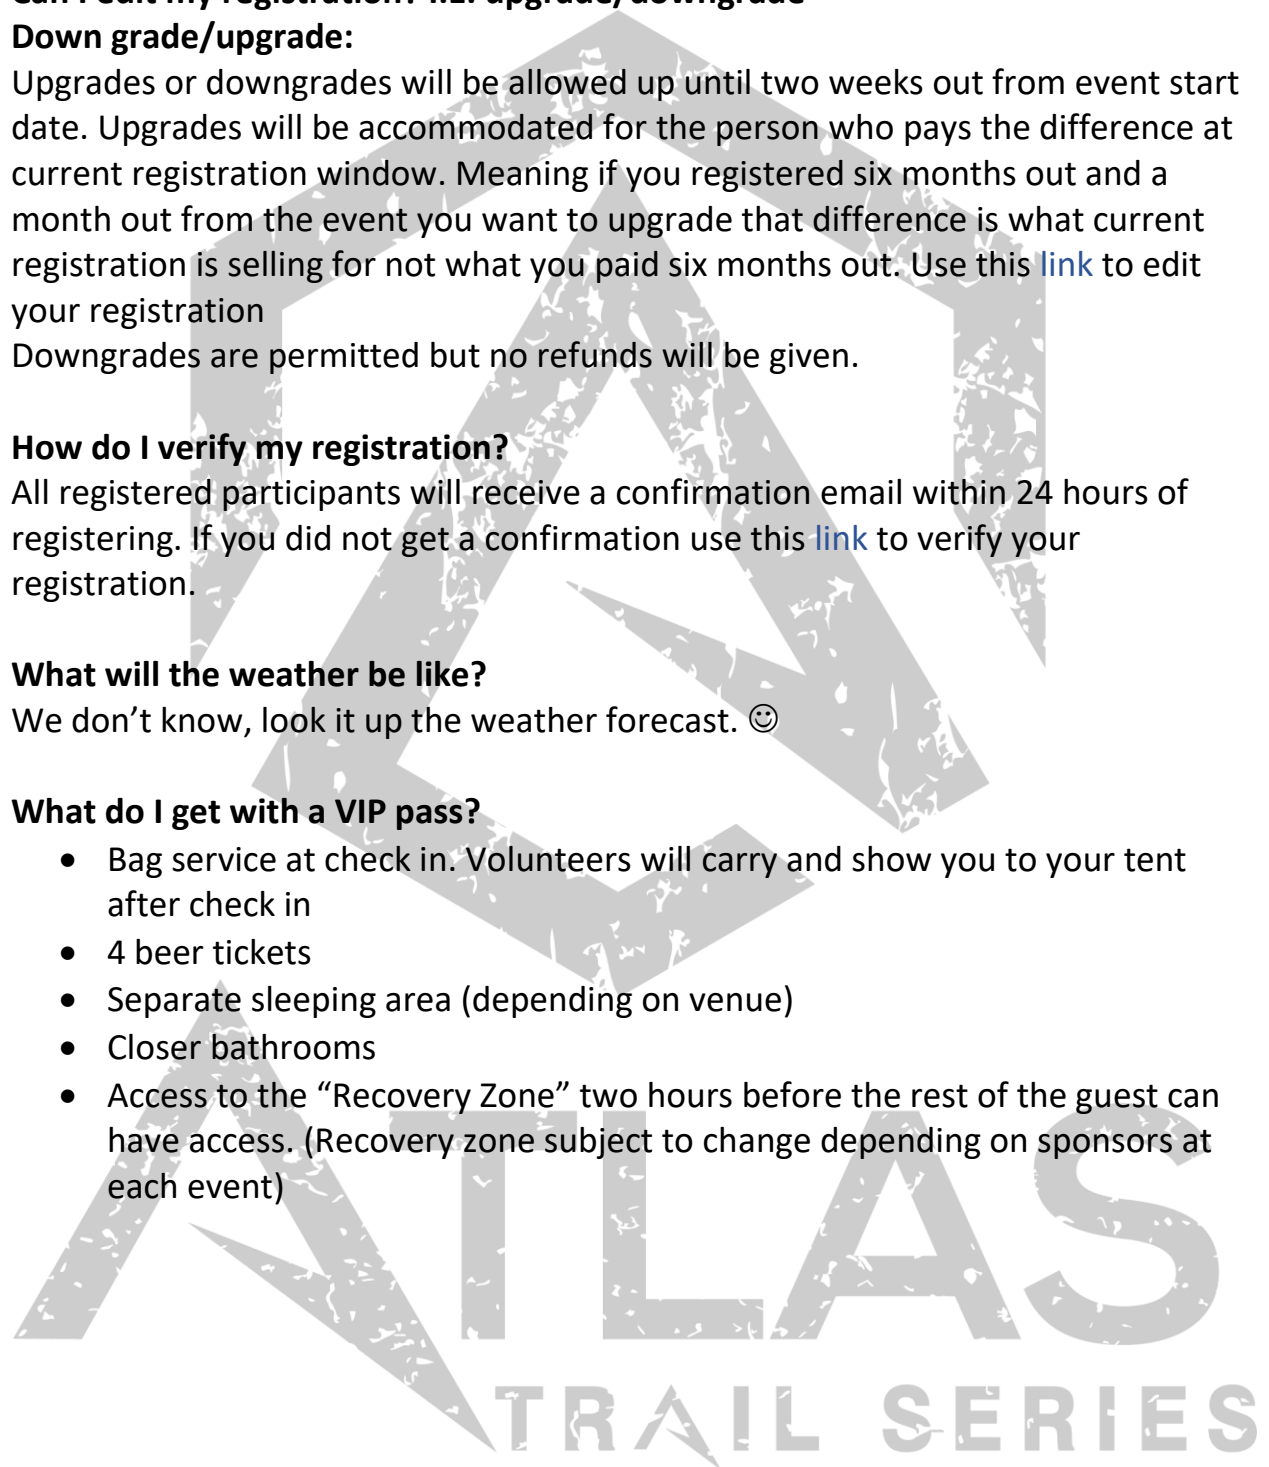 Can I edit my registration? I.E. upgrade/downgrade
Down grade/upgrade:
Upgrades or downgrades will be allowed up until two weeks out from event start
date. Upgrades will be accommodated for the person who pays the difference at
current registration window. Meaning if you registered six months out and a
month out from the event you want to upgrade that difference is what current
registration is selling for not what you paid six months out. Use this link to edit
your registration
Downgrades are permitted but no refunds will be given.
How do I verify my registration?
All registered participants will receive a confirmation email within 24 hours of
registering. If you did not get a confirmation use this link to verify your
registration.
What will the weather be like?
We don’t know, look it up the weather forecast. ☺
What do I get with a VIP pass?
• Bag service at check in. Volunteers will carry and show you to your tent
after check in
• 4 beer tickets
• Separate sleeping area (depending on venue)
• Closer bathrooms
• Access to the “Recovery Zone” two hours before the rest of the guest can
have access. (Recovery zone subject to change depending on sponsors at
each event)
ATLAS
TRAIL SERIES